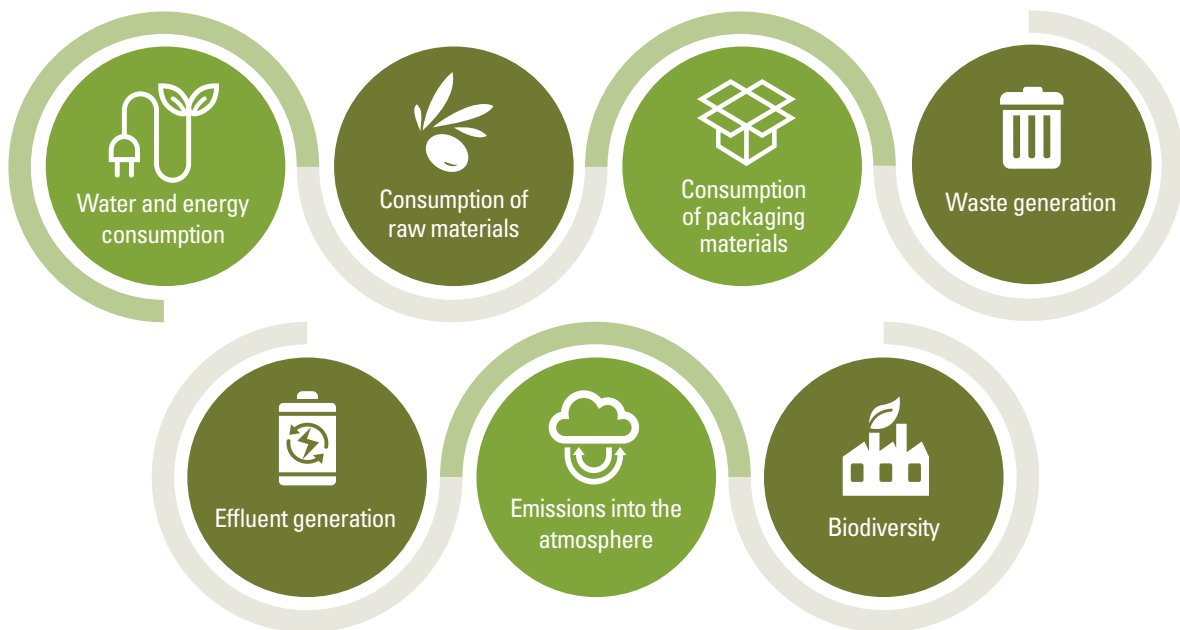 Water and energy
consumption
Consumption of
raw materials
Consumption
of packaging
materials
Waste generation
Effluent generation
Emissions into the
atmosphere
Biodiversity